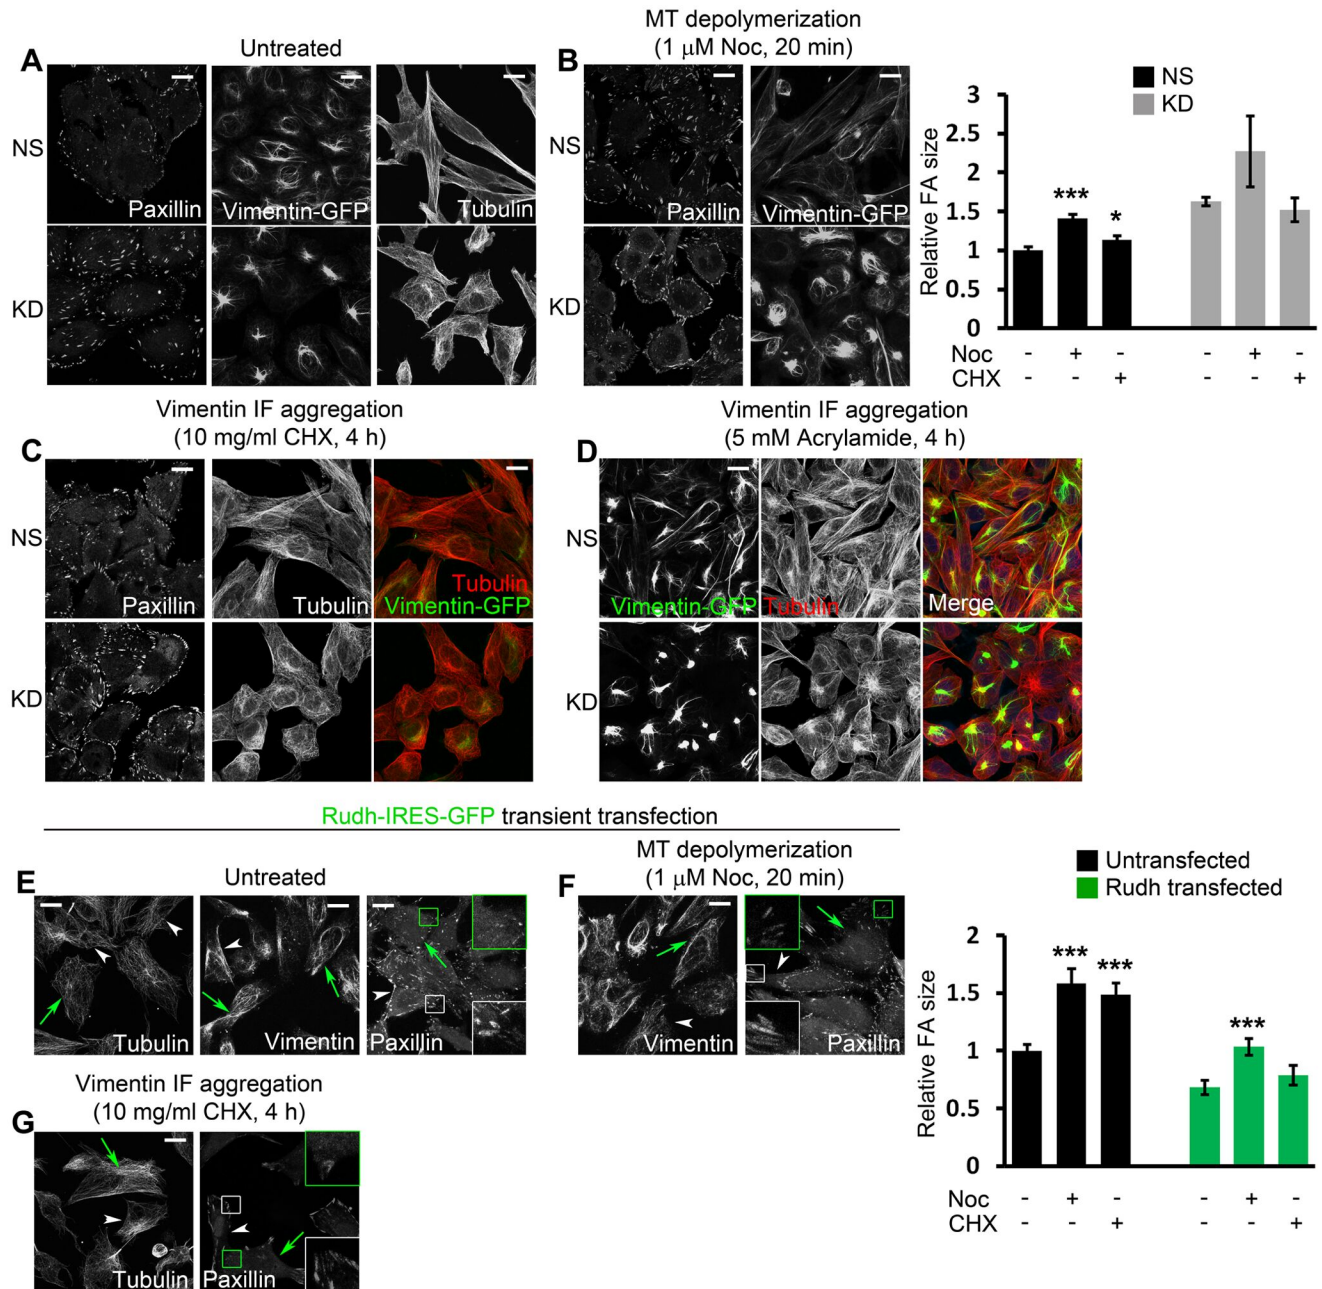 A
Untreated
NS
Paxillin
Vimentin-GFP
Tubulin
KD
B
MT depolymerization
(1 μM Noc, 20 min)
NS
Paxillin
Vimentin-GFP
KD
NS
KD
Relative FA size
3
2.5
2
1.5
1
0.5
0
***
*
Noc - + - - + -
CHX - - + - - +
C
Vimentin IF aggregation
(10 mg/ml CHX, 4 h)
NS
Paxillin
Tubulin
Tubulin
Vimentin-GFP
KD
D
Vimentin IF aggregation
(5 mM Acrylamide, 4 h)
NS
Vimentin-GFP
Tubulin
Merge
KD
Rudh-IRES-GFP transient transfection
E
Untreated
Tubulin
Vimentin
Paxillin
F
MT depolymerization
(1 μM Noc, 20 min)
Vimentin
Paxillin
Untransfected
Rudh transfected
Relative FA size
2
1.5
1
0.5
0
***
***
***
Noc - + - - + -
CHX - - + - - +
G
Vimentin IF aggregation
(10 mg/ml CHX, 4 h)
Tubulin
Paxillin